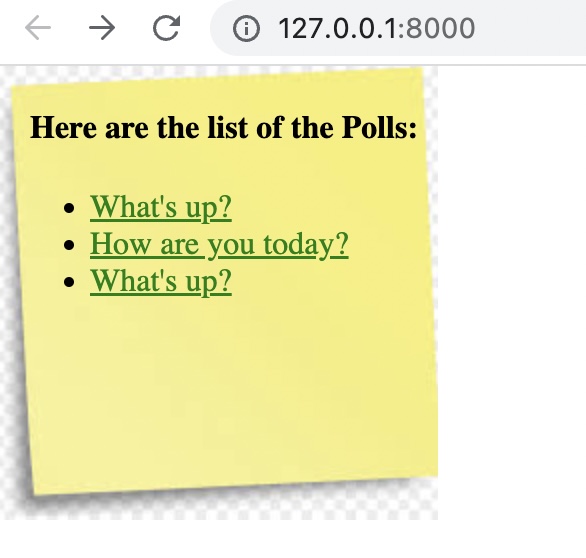 127.0.0.1:8000
Here are the list of the Polls:
What's up?
How are you today?
What's up?